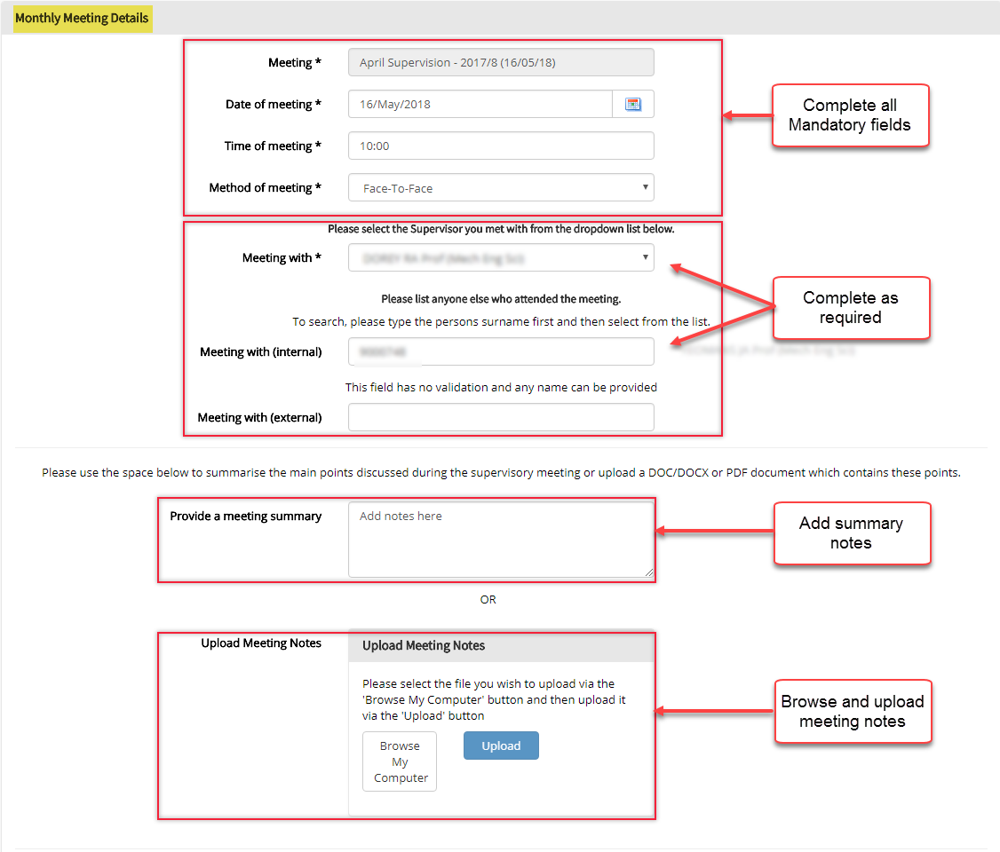 Monthly Meeting Details
Meeting *
April Supervision - 2017/8 (16/05/18)
Date of meeting *
16/May/2018
Time of meeting *
10:00
Method of meeting *
Face-To-Face
Complete all
Mandatory fields
Please select the Supervisor you met with from the dropdown list below.
Meeting with *
Please list anyone else who attended the meeting.
To search, please type the persons surname first and then select from the list.
Meeting with (internal)
Complete as
required
This field has no validation and any name can be provided
Meeting with (external)
Please use the space below to summarise the main points discussed during the supervisory meeting or upload a DOC/DOCX or PDF document which contains these points.
Provide a meeting summary
Add notes here
Add summary
notes
OR
Upload Meeting Notes
Upload Meeting Notes
Please select the file you wish to upload via the
'Browse My Computer' button and then upload it
via the 'Upload' button
Browse
My
Computer
Upload
Browse and upload
meeting notes